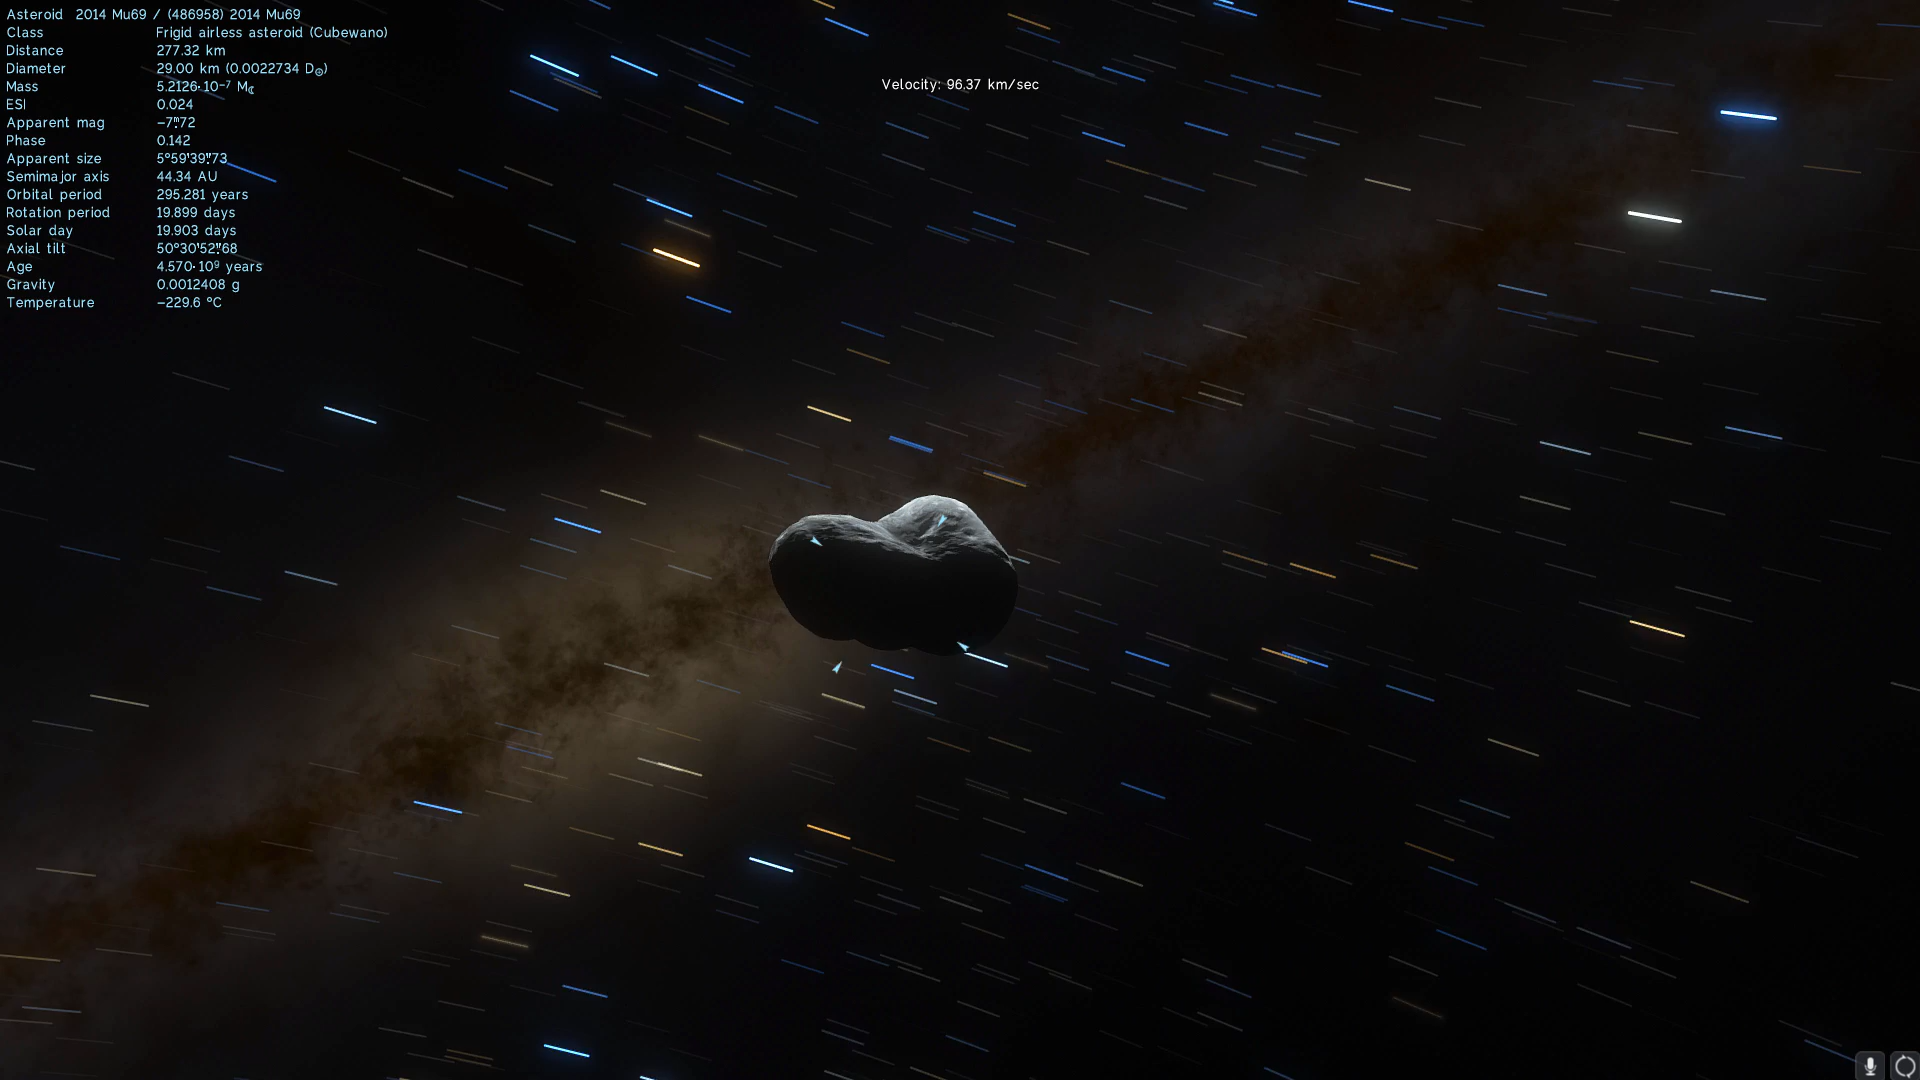 Asteroid 2014 Mu69 / (486958) 2014 Mu69
Class Frigid airless asteroid (Cubewano)
Distance 277.32 km
Diameter 29.00 km (0.0022734 D⊙)
Mass 5.2126·10⁻⁷ M☾
ESI 0.024
Apparent mag −7ᵐ.72
Phase 0.142
Apparent size 5°59'39".73
Semimajor axis 44.34 AU
Orbital period 295.281 years
Rotation period 19.899 days
Solar day 19.903 days
Axial tilt 50°30'52".68
Age 4.570·10⁹ years
Gravity 0.0012408 g
Temperature −229.6 ºC
Velocity: 96.37 km/sec